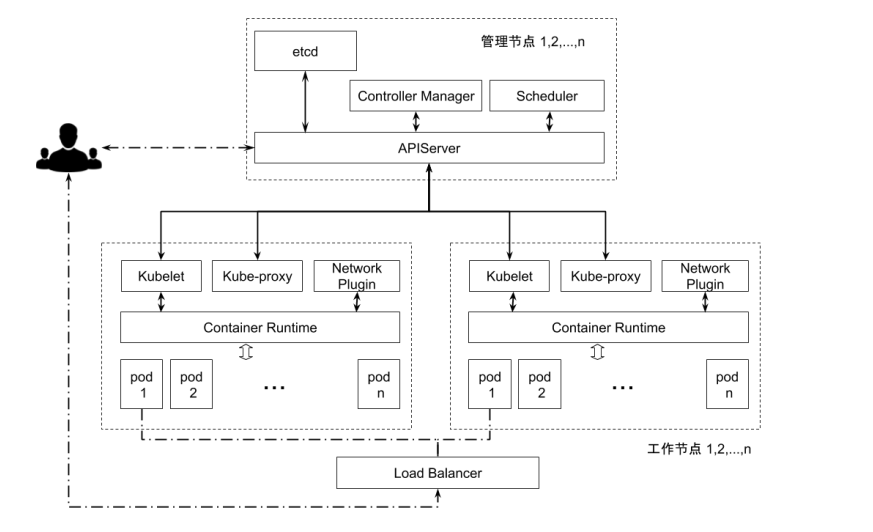 etcd
管理节点 1,2,...,n
Controller Manager
Scheduler
APIServer
Kubelet
Kube-proxy
Network
Plugin
Container Runtime
pod
1
pod
2
...
pod
n
Kubelet
Kube-proxy
Network
Plugin
Container Runtime
pod
1
pod
2
...
pod
n
工作节点 1,2,...,n
Load Balancer